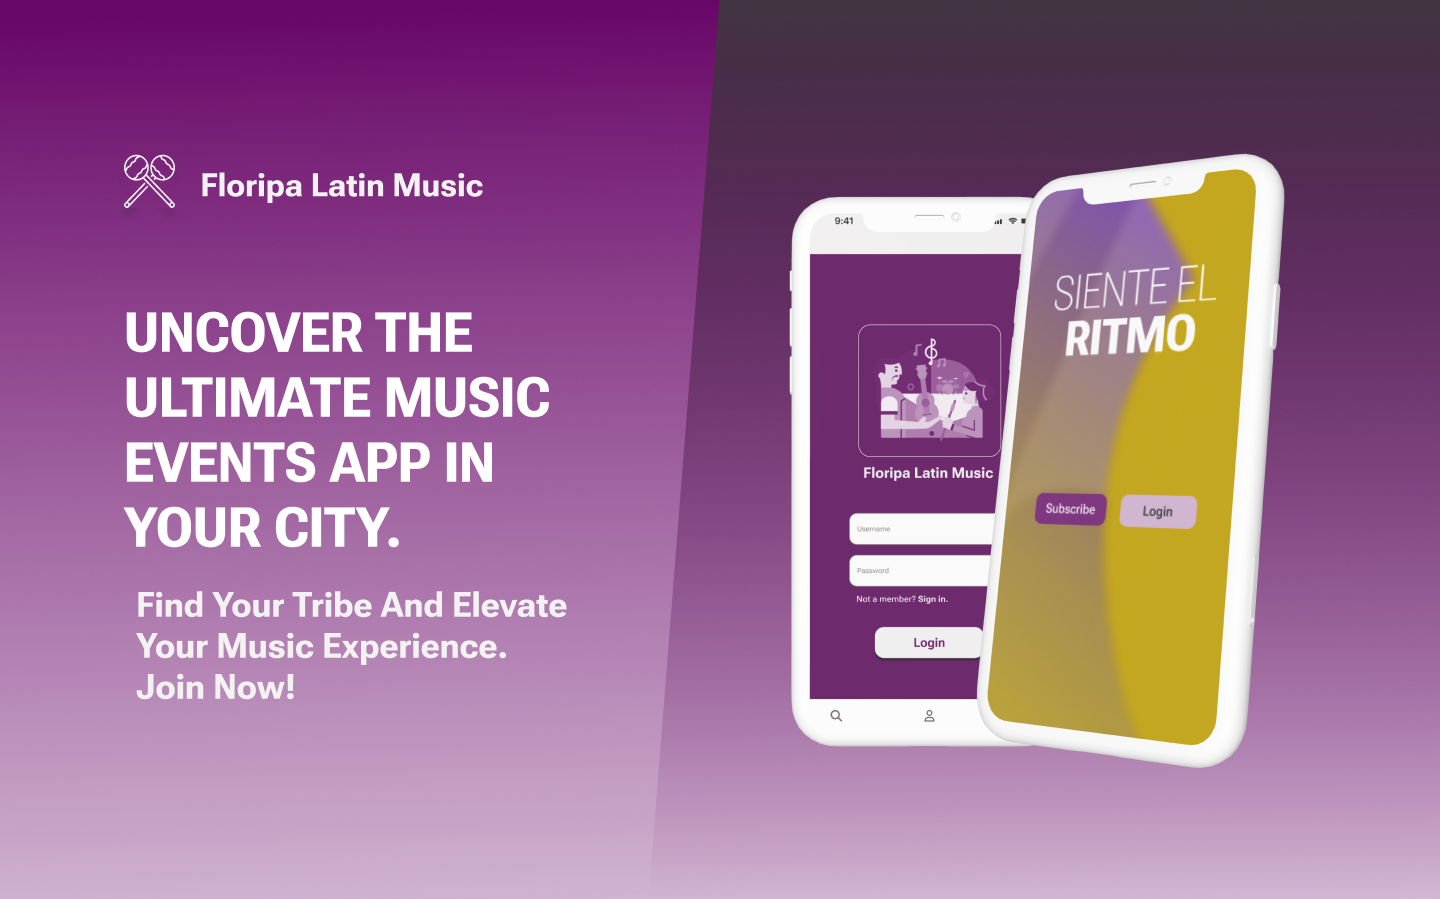 Floripa Latin Music
UNCOVER THE
ULTIMATE MUSIC
EVENTS APP IN
YOUR CITY.
Find Your Tribe And Elevate
Your Music Experience.
Join Now!
9:41
Floripa Latin Music
Username
Password
Not a member? Sign in.
Login
SIENTE EL
RITMO
Subscribe
Login